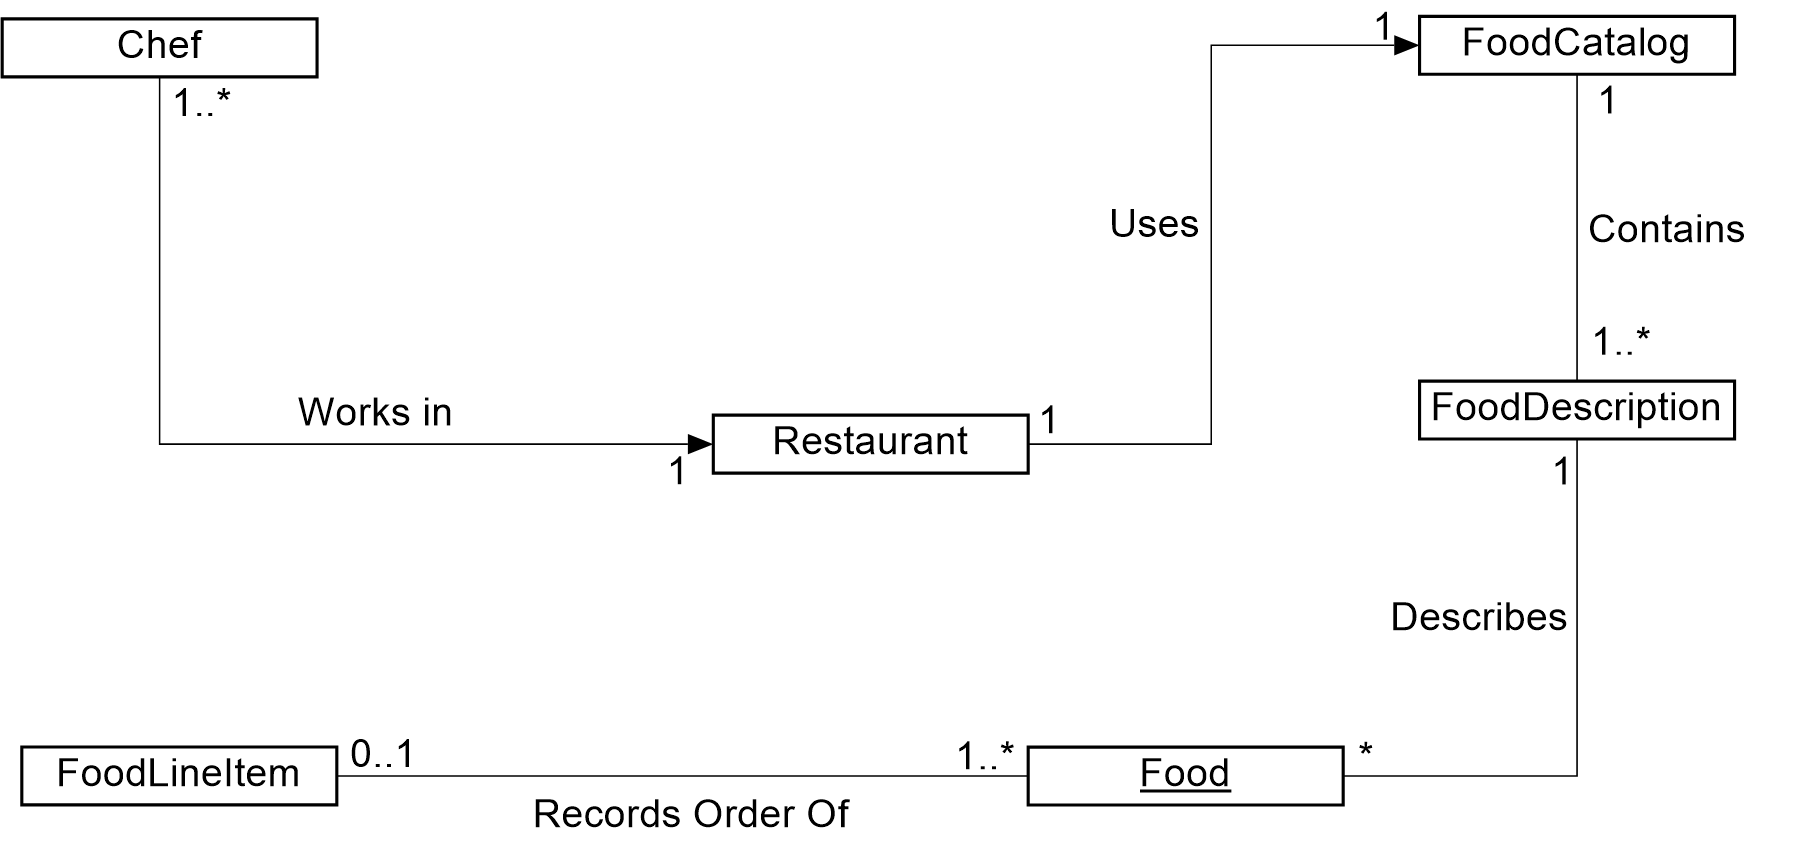 Chef
1..*
Works in
1
Restaurant
1
Uses
1
FoodCatalog
1
Contains
1..*
FoodDescription
1
Describes
*
Food
1..*
Records Order Of
0..1
FoodLineItem